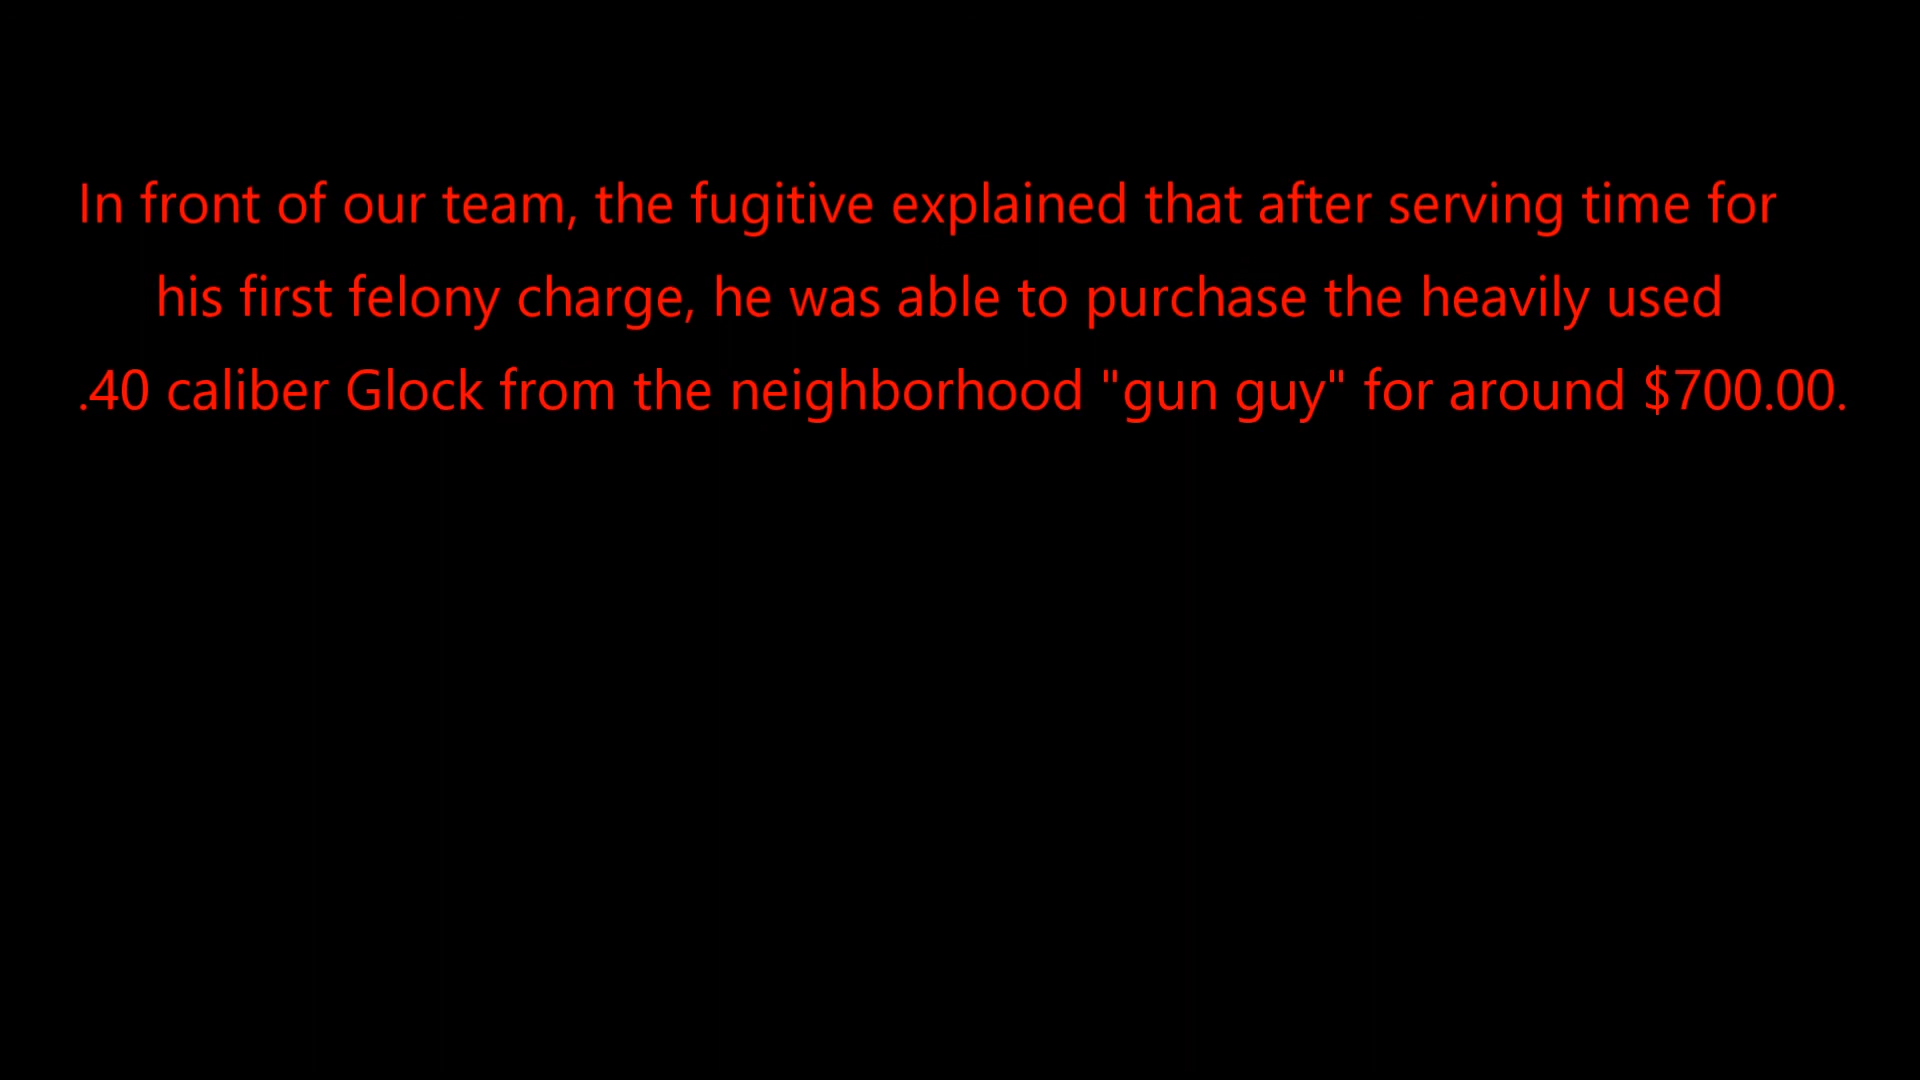 In front of our team, the fugitive explained that after serving time for
his first felony charge, he was able to purchase the heavily used
.40 caliber Glock from the neighborhood "gun guy" for around $700.00.